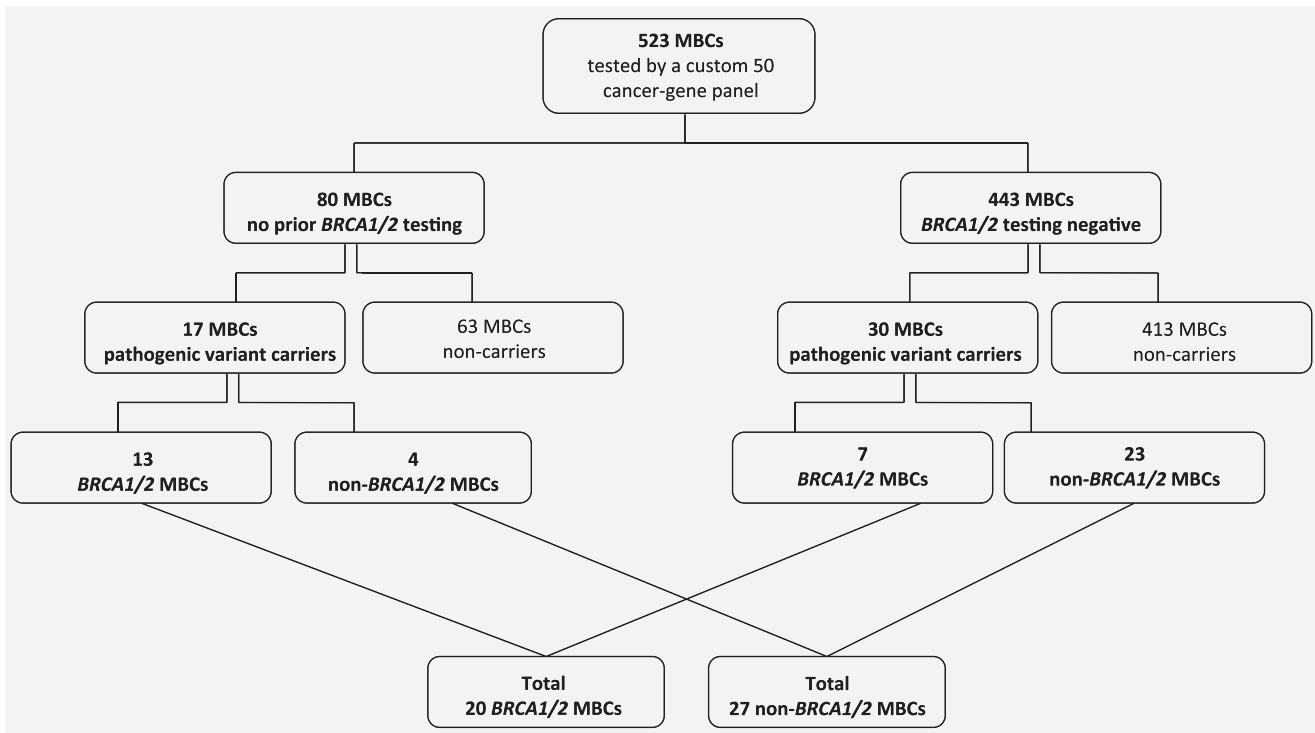 523 MBCs
tested by a custom 50
cancer-gene panel
80 MBCs
no prior BRCA1/2 testing
443 MBCs
BRCA1/2 testing negative
17 MBCs
pathogenic variant carriers
63 MBCs
non-carriers
30 MBCs
pathogenic variant carriers
413 MBCs
non-carriers
13
BRCA1/2 MBCs
4
non-BRCA1/2 MBCs
7
BRCA1/2 MBCs
23
non-BRCA1/2 MBCs
Total
20 BRCA1/2 MBCs
Total
27 non-BRCA1/2 MBCs